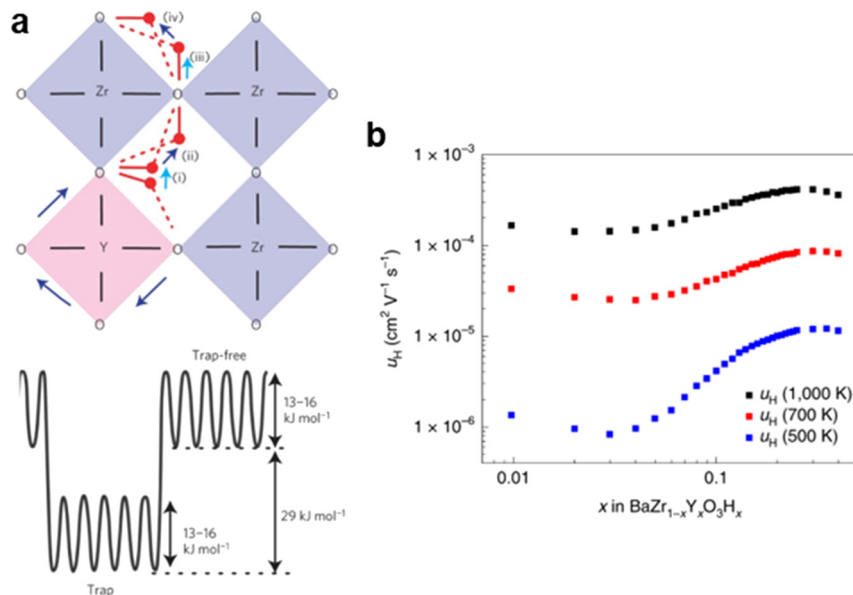 a
O
O
(iv)
(iii)
O
Zr
O
Zr
O
(ii)
O
(i)
O
O
Y
O
Zr
O
O
O
Trap-free
13–16
kJ mol⁻¹
29 kJ mol⁻¹
13–16
kJ mol⁻¹
Trap
b
1 × 10⁻³
1 × 10⁻⁴
1 × 10⁻⁵
1 × 10⁻⁶
u_H (cm² V⁻¹ s⁻¹)
u_H (1,000 K)
u_H (700 K)
u_H (500 K)
0.01
0.1
x in BaZr₁₋ₓYₓO₃Hₓ